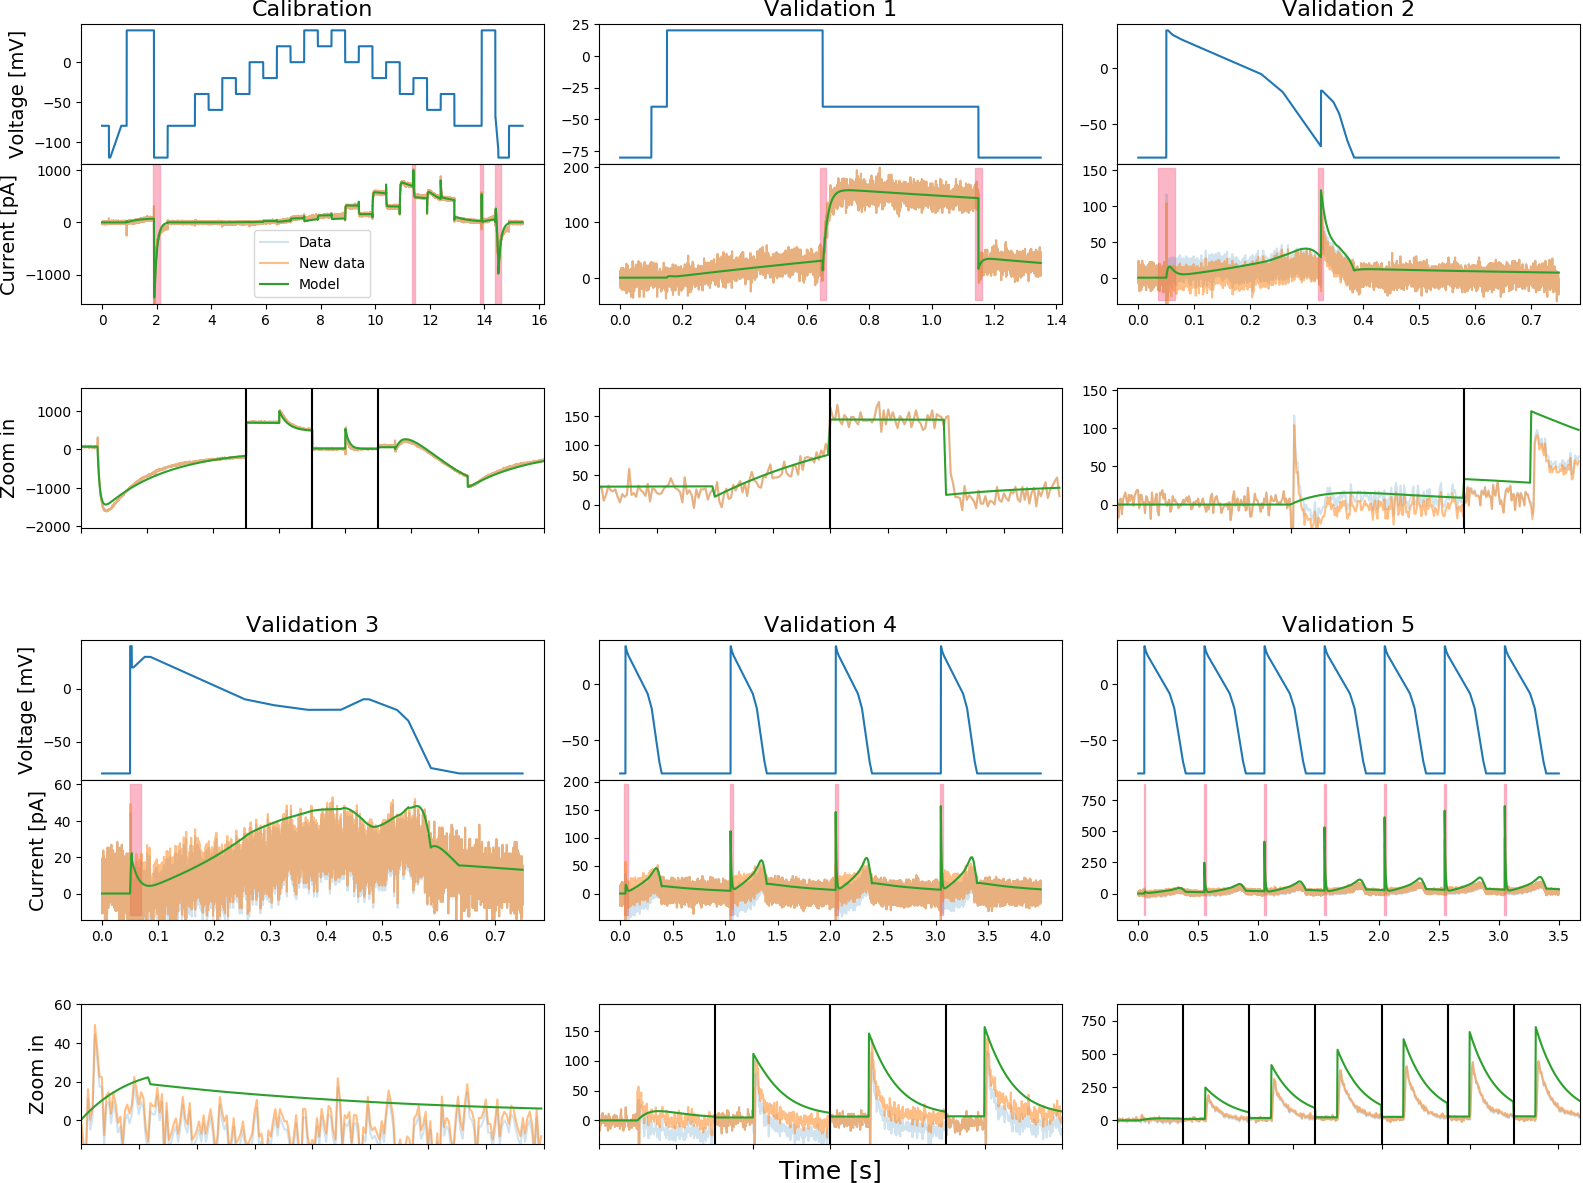 Calibration
Validation 1
Validation 2
Voltage [mV]
0
−50
−100
25
0
−25
−50
−75
0
−50
Current [pA]
1000
0
−1000
Data
New data
Model
200
100
0
150
100
50
0
0 2 4 6 8 10 12 14 16
0.0 0.2 0.4 0.6 0.8 1.0 1.2 1.4
0.0 0.1 0.2 0.3 0.4 0.5 0.6 0.7
Zoom in
1000
0
−1000
−2000
150
100
50
0
150
100
50
0
Validation 3
Validation 4
Validation 5
Voltage [mV]
0
−50
0
−50
0
−50
Current [pA]
60
40
20
0
200
150
100
50
0
750
500
250
0
0.0 0.1 0.2 0.3 0.4 0.5 0.6 0.7
0.0 0.5 1.0 1.5 2.0 2.5 3.0 3.5 4.0
0.0 0.5 1.0 1.5 2.0 2.5 3.0 3.5
Zoom in
60
40
20
0
150
100
50
0
750
500
250
0
Time [s]